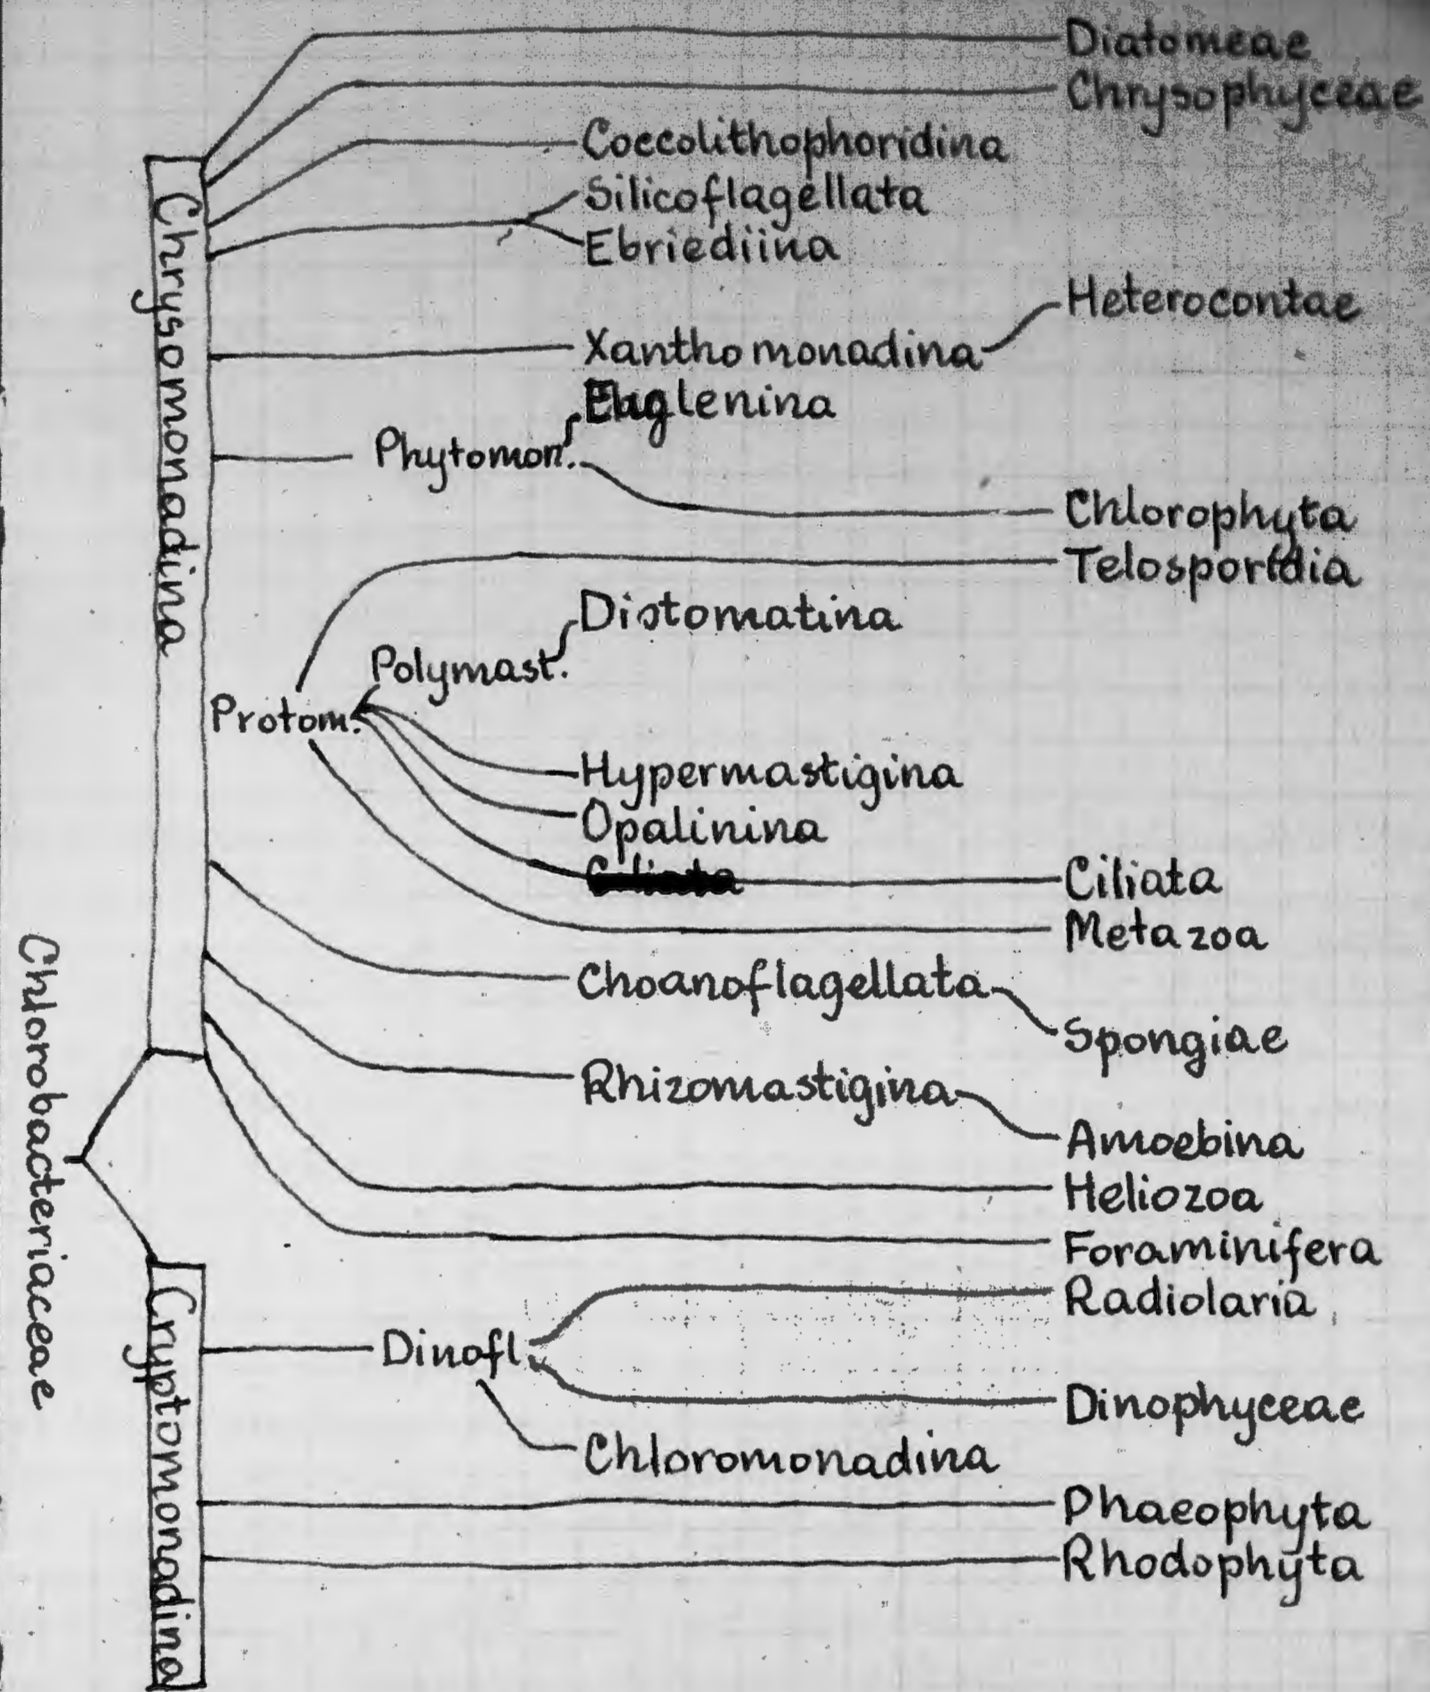 Diatomeae
Chrysophyceae
Coccolithophoridina
Silicoflagellata
Ebriediina
Heterocontae
Xanthomonadina
Euglenina
Phytomon.
Chlorophyta
Telosporidia
Distomatina
Polymast.
Protom.
Hypermastigina
Opalinina
Ciliata
Metazoa
Choanoflagellata
Spongiae
Rhizomastigina
Amoebina
Heliozoa
Foraminifera
Radiolaria
Dinofl.
Dinophyceae
Chloromonadina
Phaeophyta
Rhodophyta
Chrysomonadina
Cryptomonadina
Chlorobacteriaceae